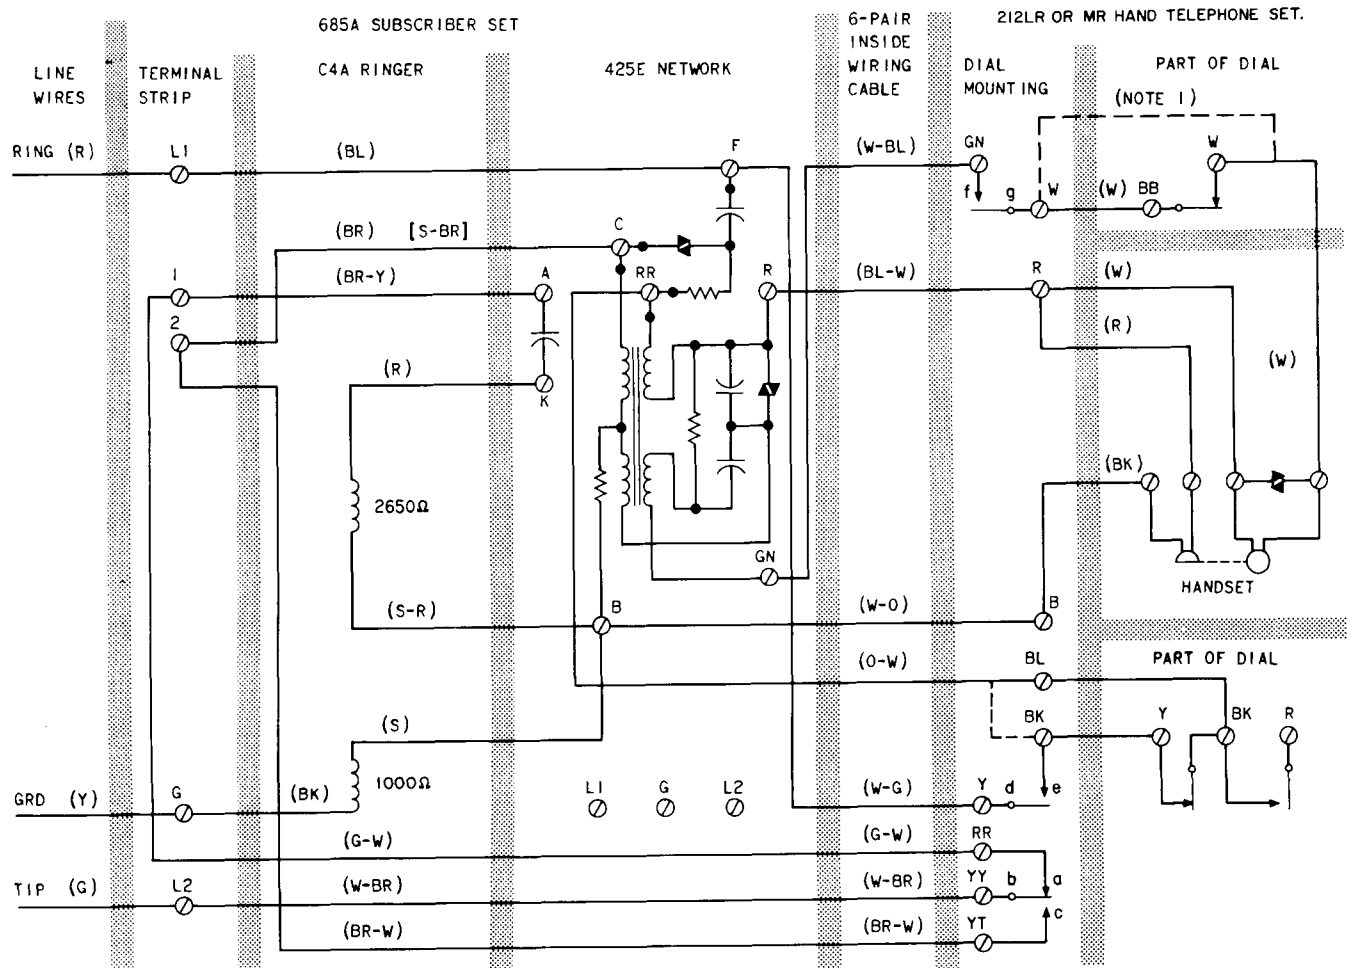 685A SUBSCRIBER SET
6-PAIR
INSIDE
WIRING
CABLE
212LR OR MR HAND TELEPHONE SET.
LINE
WIRES
TERMINAL
STRIP
C4A RINGER
425E NETWORK
DIAL
MOUNTING
PART OF DIAL
(NOTE 1)
RING (R)
L1
(BL)
F
(W-BL)
GN
W
f
g
W
(W)
BB
(BR)
[S-BR]
C
1
(BR-Y)
A
RR
R
(BL-W)
R
(W)
2
(R)
(R)
K
(W)
(BK)
2650Ω
GN
HANDSET
(S-R)
B
(W-O)
B
(O-W)
BL
PART OF DIAL
(S)
BK
Y
BK
R
GRD (Y)
G
(BK)
1000Ω
L1
G
L2
(W-G)
Y
d
e
(G-W)
(G-W)
RR
TIP (G)
L2
(W-BR)
(W-BR)
YY
b
a
c
(BR-W)
(BR-W)
YT